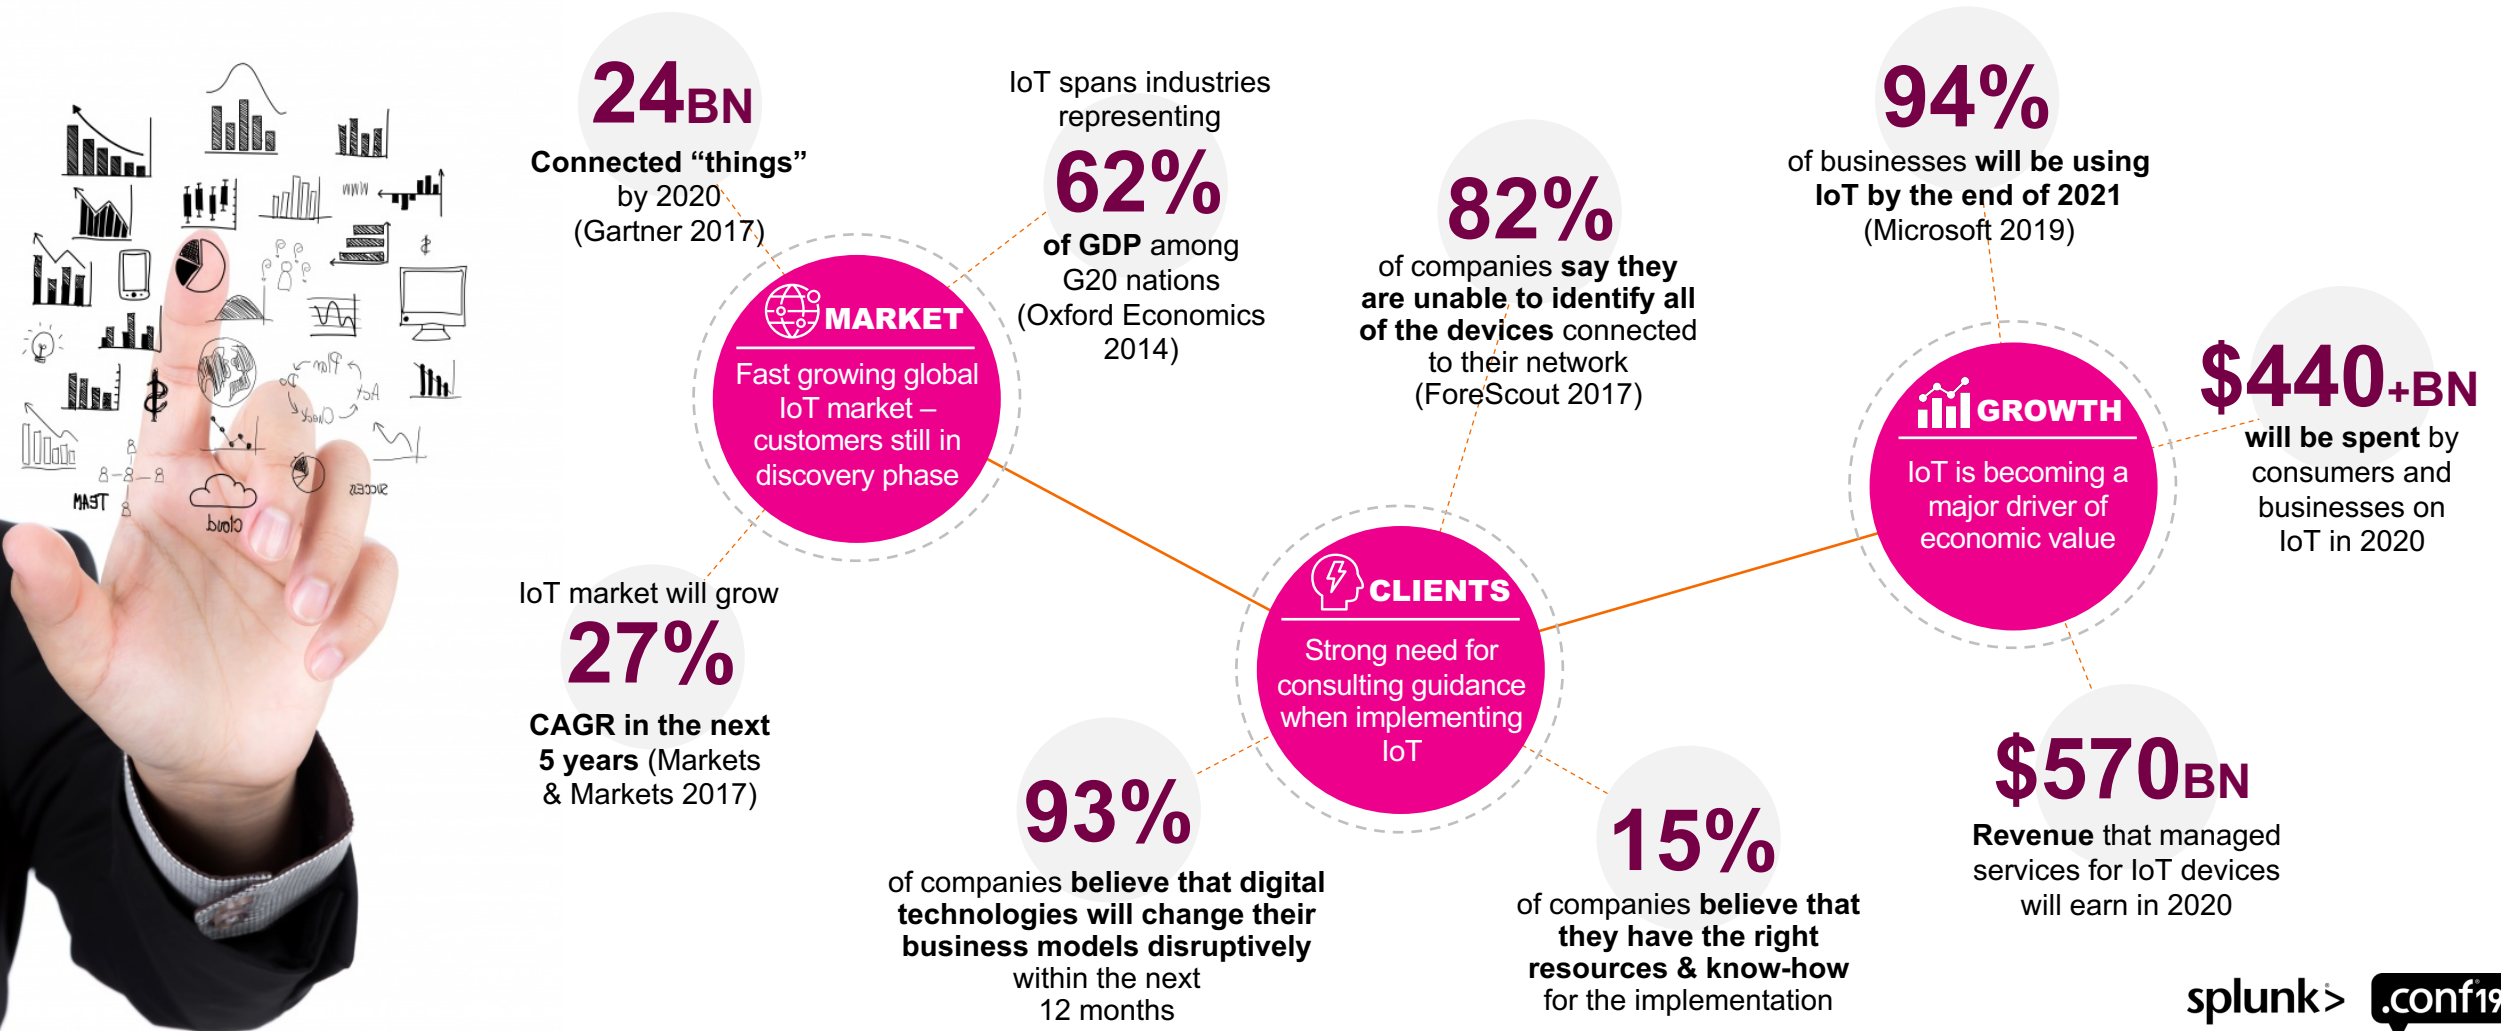 24BN
Connected “things”
by 2020
(Gartner 2017)
IoT spans industries
representing
62%
of GDP among
G20 nations
(Oxford Economics
2014)
MARKET
Fast growing global
IoT market –
customers still in
discovery phase
IoT market will grow
27%
CAGR in the next
5 years (Markets
& Markets 2017)
82%
of companies say they
are unable to identify all
of the devices connected
to their network
(ForeScout 2017)
CLIENTS
Strong need for
consulting guidance
when implementing
IoT
93%
of companies believe that digital
technologies will change their
business models disruptively
within the next
12 months
15%
of companies believe that
they have the right
resources & know-how
for the implementation
94%
of businesses will be using
IoT by the end of 2021
(Microsoft 2019)
GROWTH
IoT is becoming a
major driver of
economic value
$440+BN
will be spent by
consumers and
businesses on
IoT in 2020
$570BN
Revenue that managed
services for IoT devices
will earn in 2020
www
Plan
Do
Act
Check
SUCCESS
TEAM
cloud
splunk> .conf19